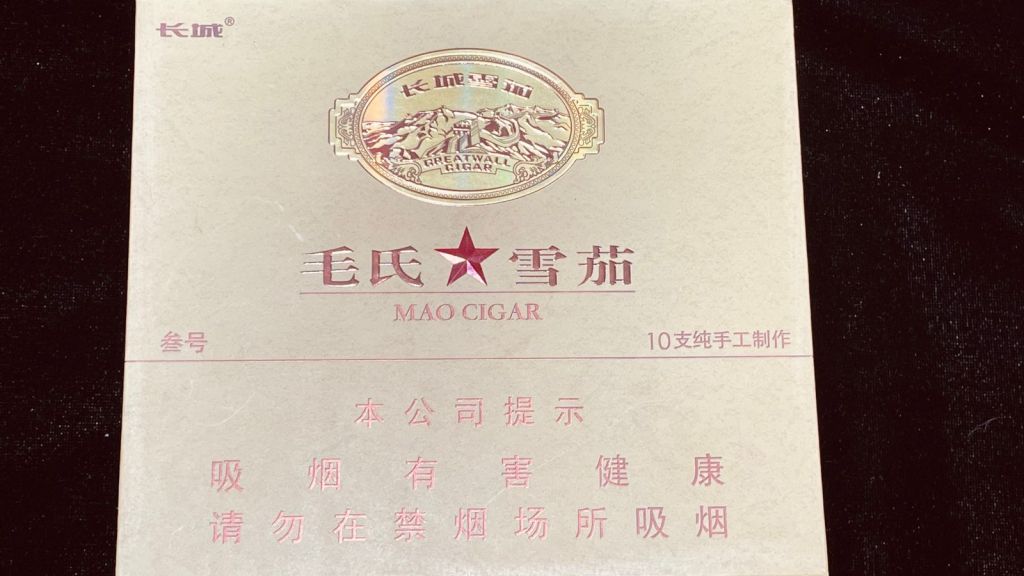 长城®
长城雪茄
GREATWALL
CIGAR
毛氏★雪茄
MAO CIGAR
叁号
10支纯手工制作
本公司提示
吸烟有害健康
请勿在禁烟场所吸烟